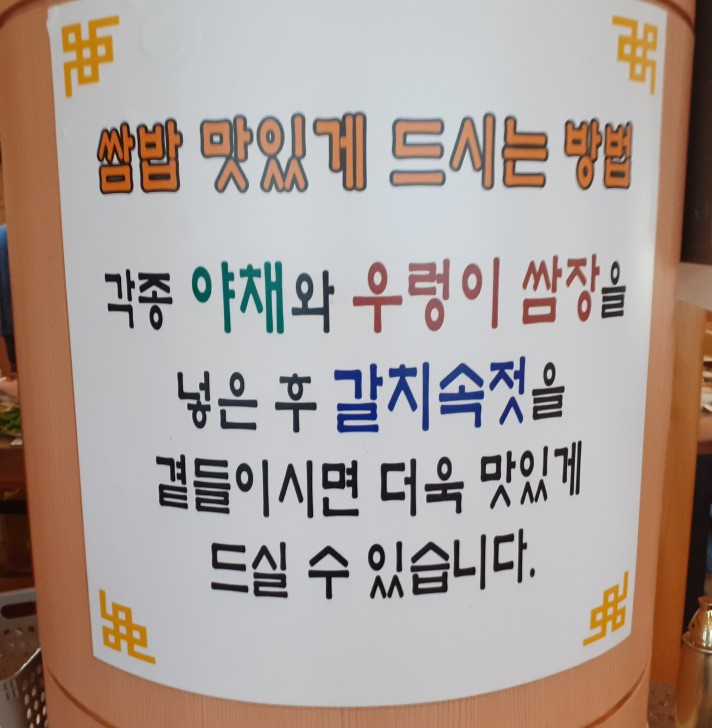 쌈밥 맛있게 드시는 방법
각종 야채와 우렁이 쌈장을
넣은 후 갈치속젓을
곁들이시면 더욱 맛있게
드실 수 있습니다.